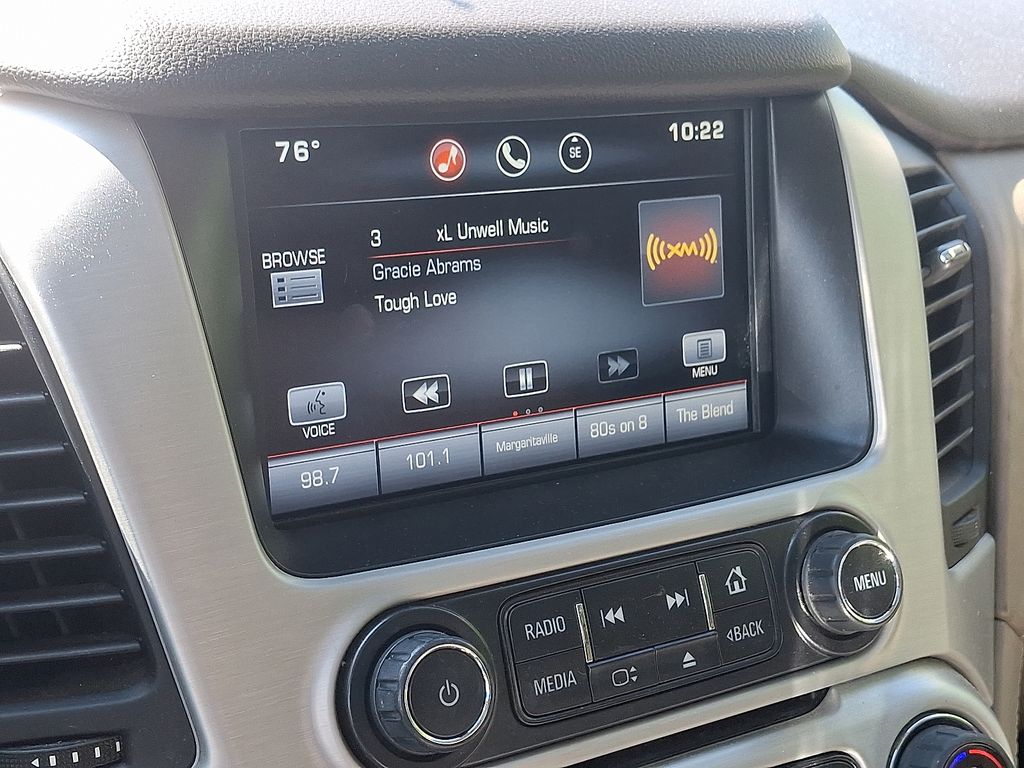 76°
10:22
SE
BROWSE
3 xL Unwell Music
Gracie Abrams
Tough Love
((XM))
VOICE
MENU
98.7
101.1
Margaritaville
80s on 8
The Blend
RADIO
MEDIA
BACK
MENU